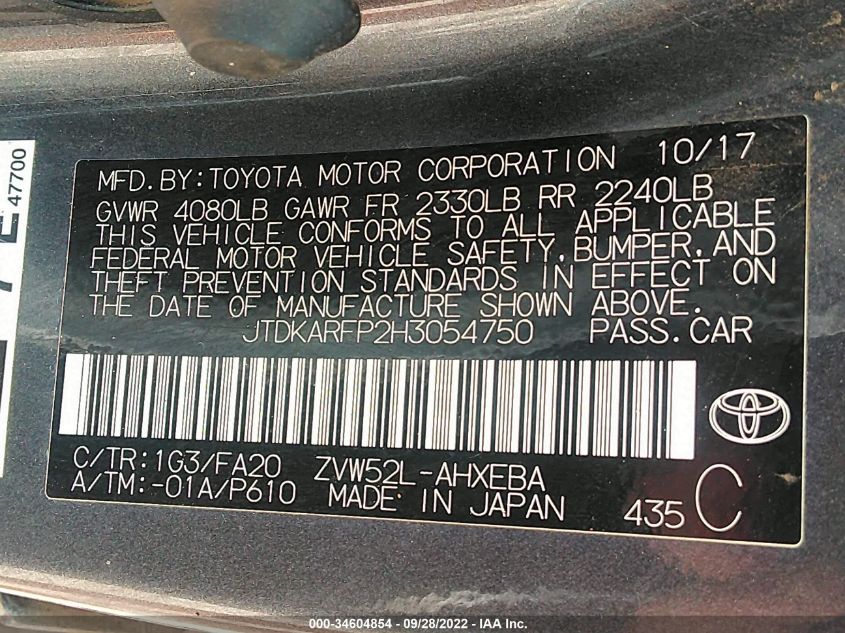 47700
MFD.BY:TOYOTA MOTOR CORPORATION 10/17
GVWR 4080LB GAWR FR 2330LB RR 2240LB
THIS VEHICLE CONFORMS TO ALL APPLICABLE
FEDERAL MOTOR VEHICLE SAFETY,BUMPER,AND
THEFT PREVENTION STANDARDS IN EFFECT ON
THE DATE OF MANUFACTURE SHOWN ABOVE.
JTDKARFP2H3054750 PASS.CAR
C/TR:1G3/FA20 ZVW52L-AHXEBA
A/TM:-01A/P610 MADE IN JAPAN 435 C
000-34604854 - 09/28/2022 - IAA Inc.